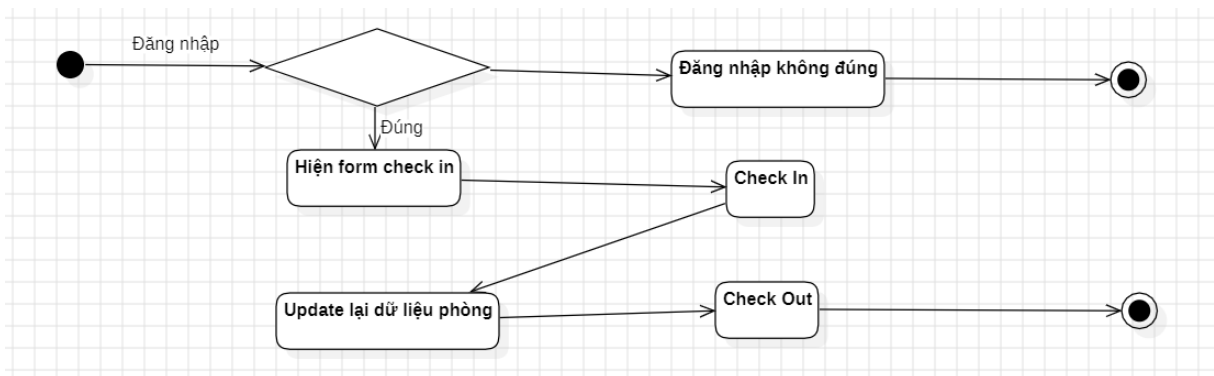 Đăng nhập
Đăng nhập không đúng
Đúng
Hiện form check in
Check In
Update lại dữ liệu phòng
Check Out